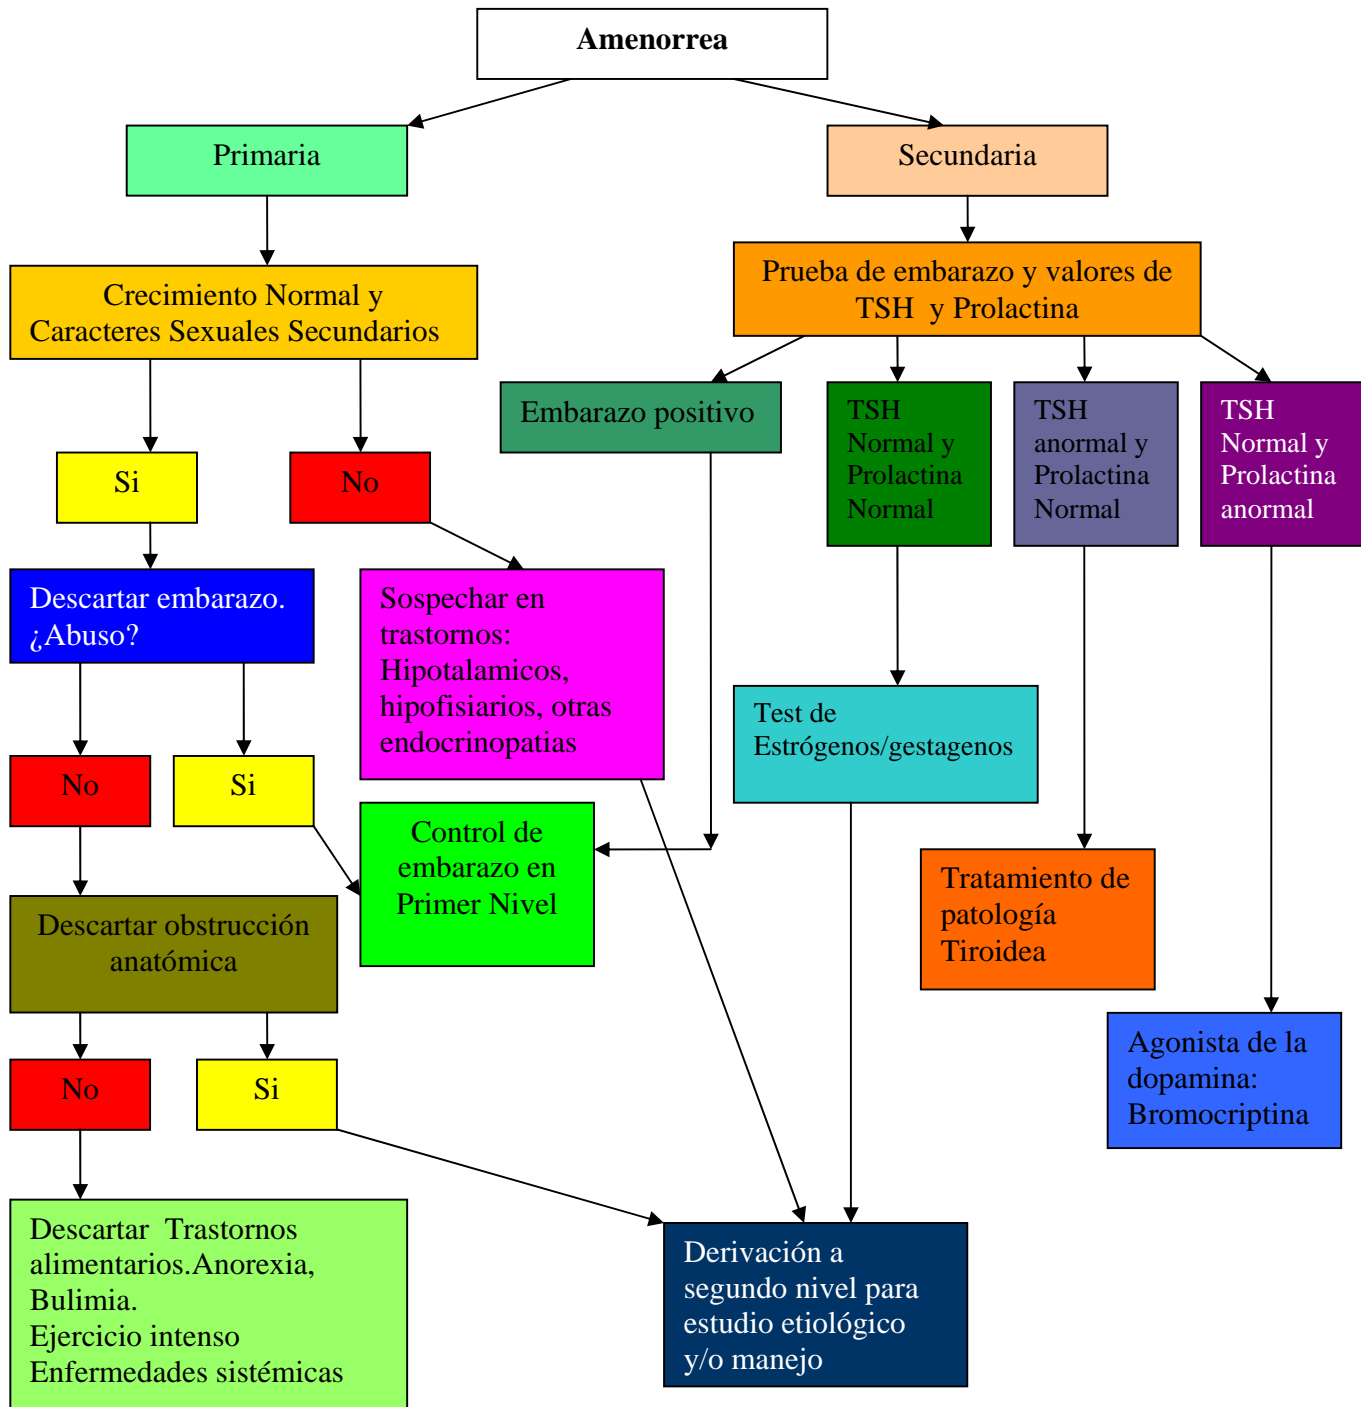 Amenorrea
Primaria
Secundaria
Crecimiento Normal y
Caracteres Sexuales Secundarios
Prueba de embarazo y valores de
TSH y Prolactina
Embarazo positivo
TSH
Normal y
Prolactina
Normal
TSH
anormal y
Prolactina
Normal
TSH
Normal y
Prolactina
anormal
Si
No
Descartar embarazo.
¿Abuso?
Sospechar en
trastornos:
Hipotalamicos,
hipofisiarios, otras
endocrinopatias
Test de
Estrógenos/gestagenos
No
Si
Control de
embarazo en
Primer Nivel
Tratamiento de
patología
Tiroidea
Descartar obstrucción
anatómica
Agonista de la
dopamina:
Bromocriptina
No
Si
Descartar Trastornos
alimentarios.Anorexia,
Bulimia.
Ejercicio intenso
Enfermedades sistémicas
Derivación a
segundo nivel para
estudio etiológico
y/o manejo